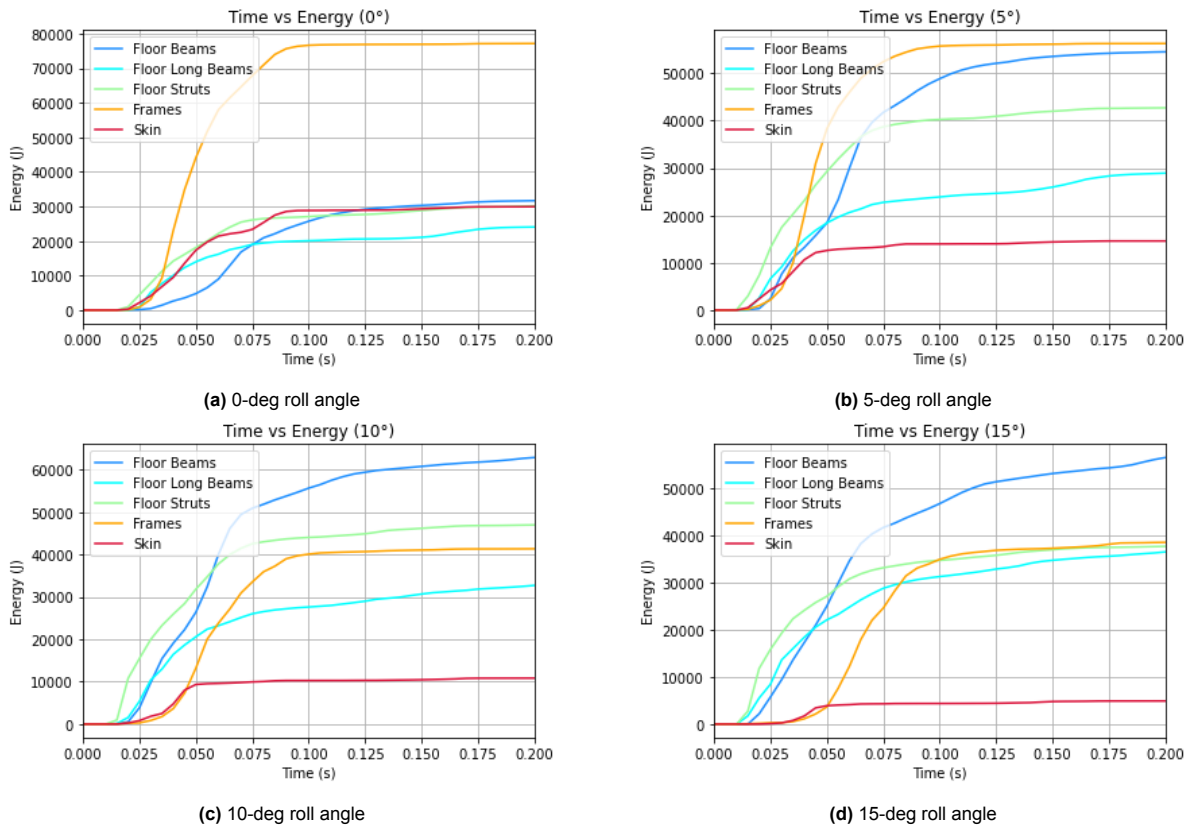 Time vs Energy (0°)
80000
70000
60000
50000
40000
30000
20000
10000
0
Energy (J)
Floor Beams
Floor Long Beams
Floor Struts
Frames
Skin
0.000 0.025 0.050 0.075 0.100 0.125 0.150 0.175 0.200
Time (s)
(a) 0-deg roll angle
Time vs Energy (5°)
50000
40000
30000
20000
10000
0
Energy (J)
Floor Beams
Floor Long Beams
Floor Struts
Frames
Skin
0.000 0.025 0.050 0.075 0.100 0.125 0.150 0.175 0.200
Time (s)
(b) 5-deg roll angle
Time vs Energy (10°)
60000
50000
40000
30000
20000
10000
0
Energy (J)
Floor Beams
Floor Long Beams
Floor Struts
Frames
Skin
0.000 0.025 0.050 0.075 0.100 0.125 0.150 0.175 0.200
Time (s)
(c) 10-deg roll angle
Time vs Energy (15°)
50000
40000
30000
20000
10000
0
Energy (J)
Floor Beams
Floor Long Beams
Floor Struts
Frames
Skin
0.000 0.025 0.050 0.075 0.100 0.125 0.150 0.175 0.200
Time (s)
(d) 15-deg roll angle